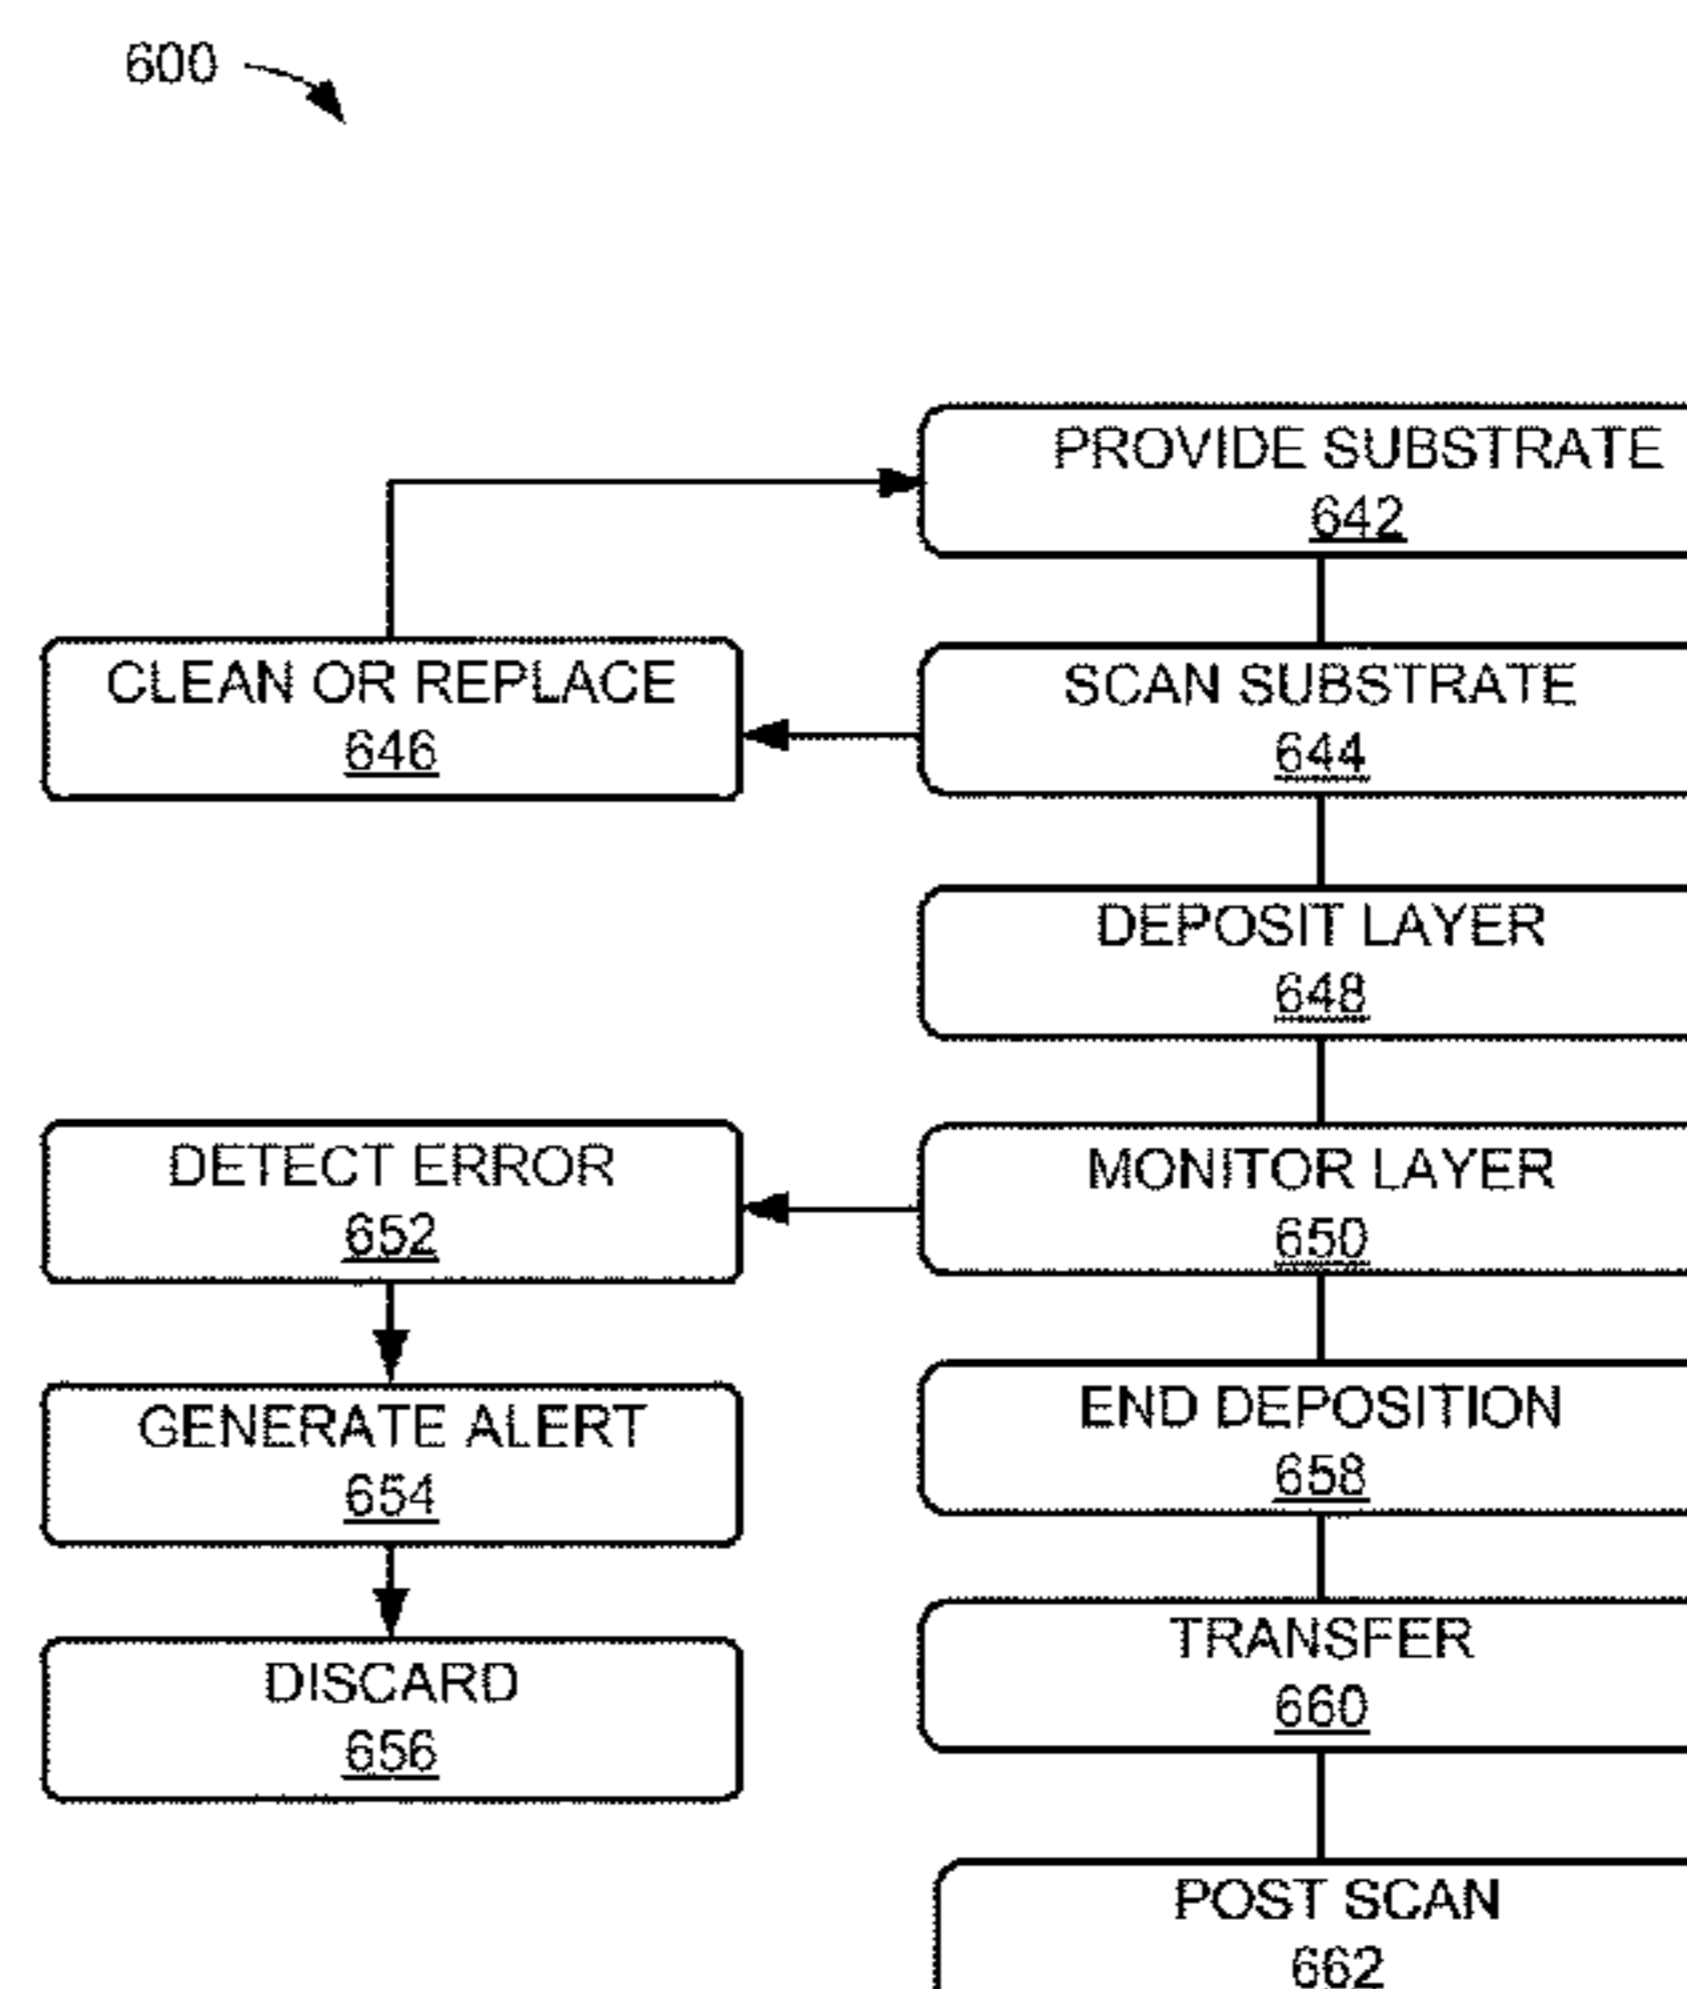 600
PROVIDE SUBSTRATE
642
CLEAN OR REPLACE
646
SCAN SUBSTRATE
644
DEPOSIT LAYER
648
DETECT ERROR
652
MONITOR LAYER
650
GENERATE ALERT
654
END DEPOSITION
658
DISCARD
656
TRANSFER
660
POST SCAN
662